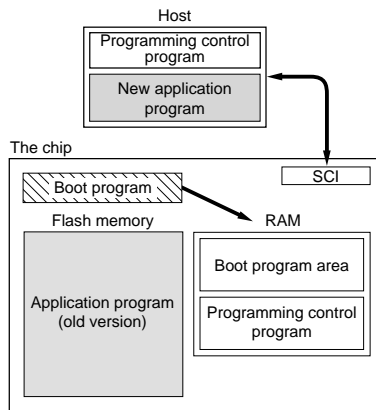 Host
Programming control
program
New application
program
The chip
SCI
Boot program
Flash memory
RAM
Application program
(old version)
Boot program area
Programming control
program